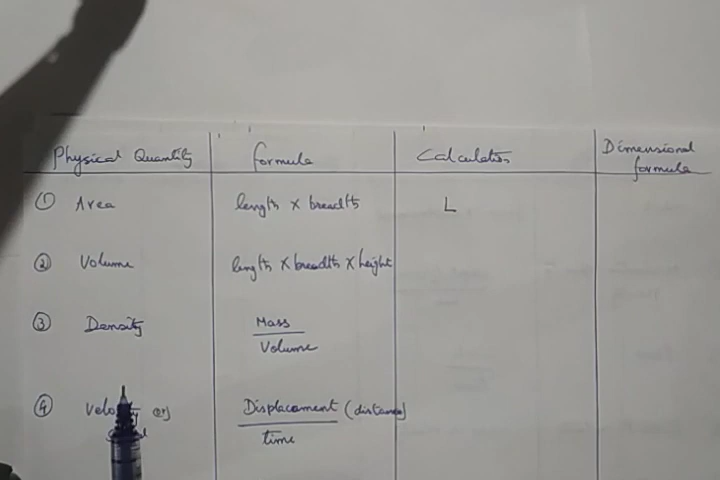 Physical Quantity formula Calculation Dimensional formula
① Area length × breadth L
② Volume length × breadth × height
③ Density Mass
Volume
④ (or) Displacement (distance)
time